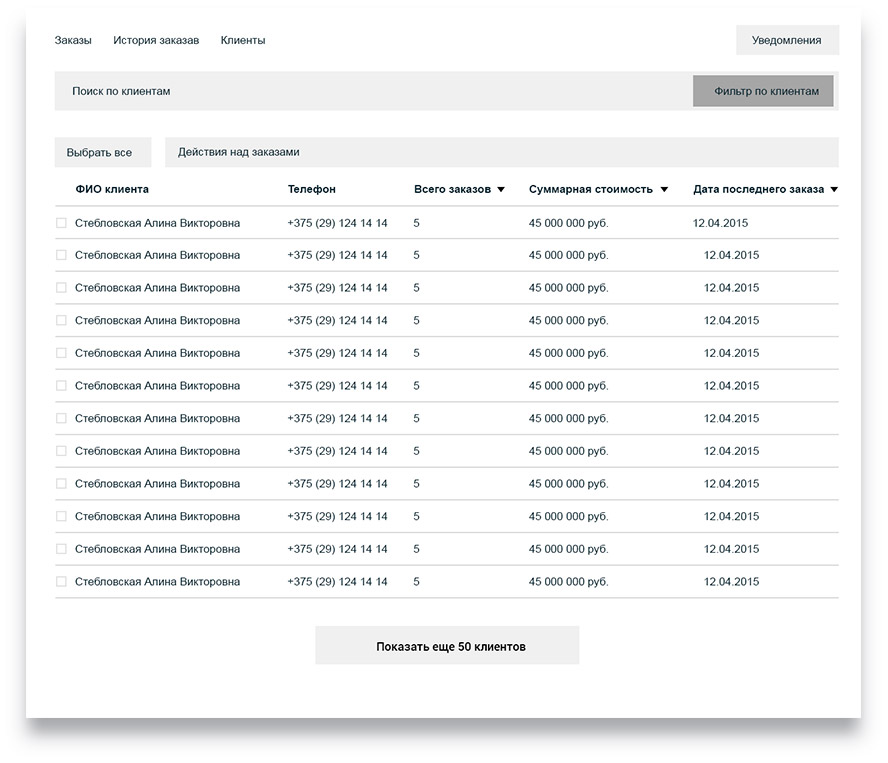 Заказы История заказав Клиенты Уведомления
Поиск по клиентам Фильтр по клиентам
Выбрать все Действия над заказами
ФИО клиента Телефон Всего заказов Суммарная стоимость Дата последнего заказа
Стебловская Алина Викторовна +375 (29) 124 14 14 5 45 000 000 руб. 12.04.2015
Стебловская Алина Викторовна +375 (29) 124 14 14 5 45 000 000 руб. 12.04.2015
Стебловская Алина Викторовна +375 (29) 124 14 14 5 45 000 000 руб. 12.04.2015
Стебловская Алина Викторовна +375 (29) 124 14 14 5 45 000 000 руб. 12.04.2015
Стебловская Алина Викторовна +375 (29) 124 14 14 5 45 000 000 руб. 12.04.2015
Стебловская Алина Викторовна +375 (29) 124 14 14 5 45 000 000 руб. 12.04.2015
Стебловская Алина Викторовна +375 (29) 124 14 14 5 45 000 000 руб. 12.04.2015
Стебловская Алина Викторовна +375 (29) 124 14 14 5 45 000 000 руб. 12.04.2015
Стебловская Алина Викторовна +375 (29) 124 14 14 5 45 000 000 руб. 12.04.2015
Стебловская Алина Викторовна +375 (29) 124 14 14 5 45 000 000 руб. 12.04.2015
Стебловская Алина Викторовна +375 (29) 124 14 14 5 45 000 000 руб. 12.04.2015
Стебловская Алина Викторовна +375 (29) 124 14 14 5 45 000 000 руб. 12.04.2015
Показать еще 50 клиентов